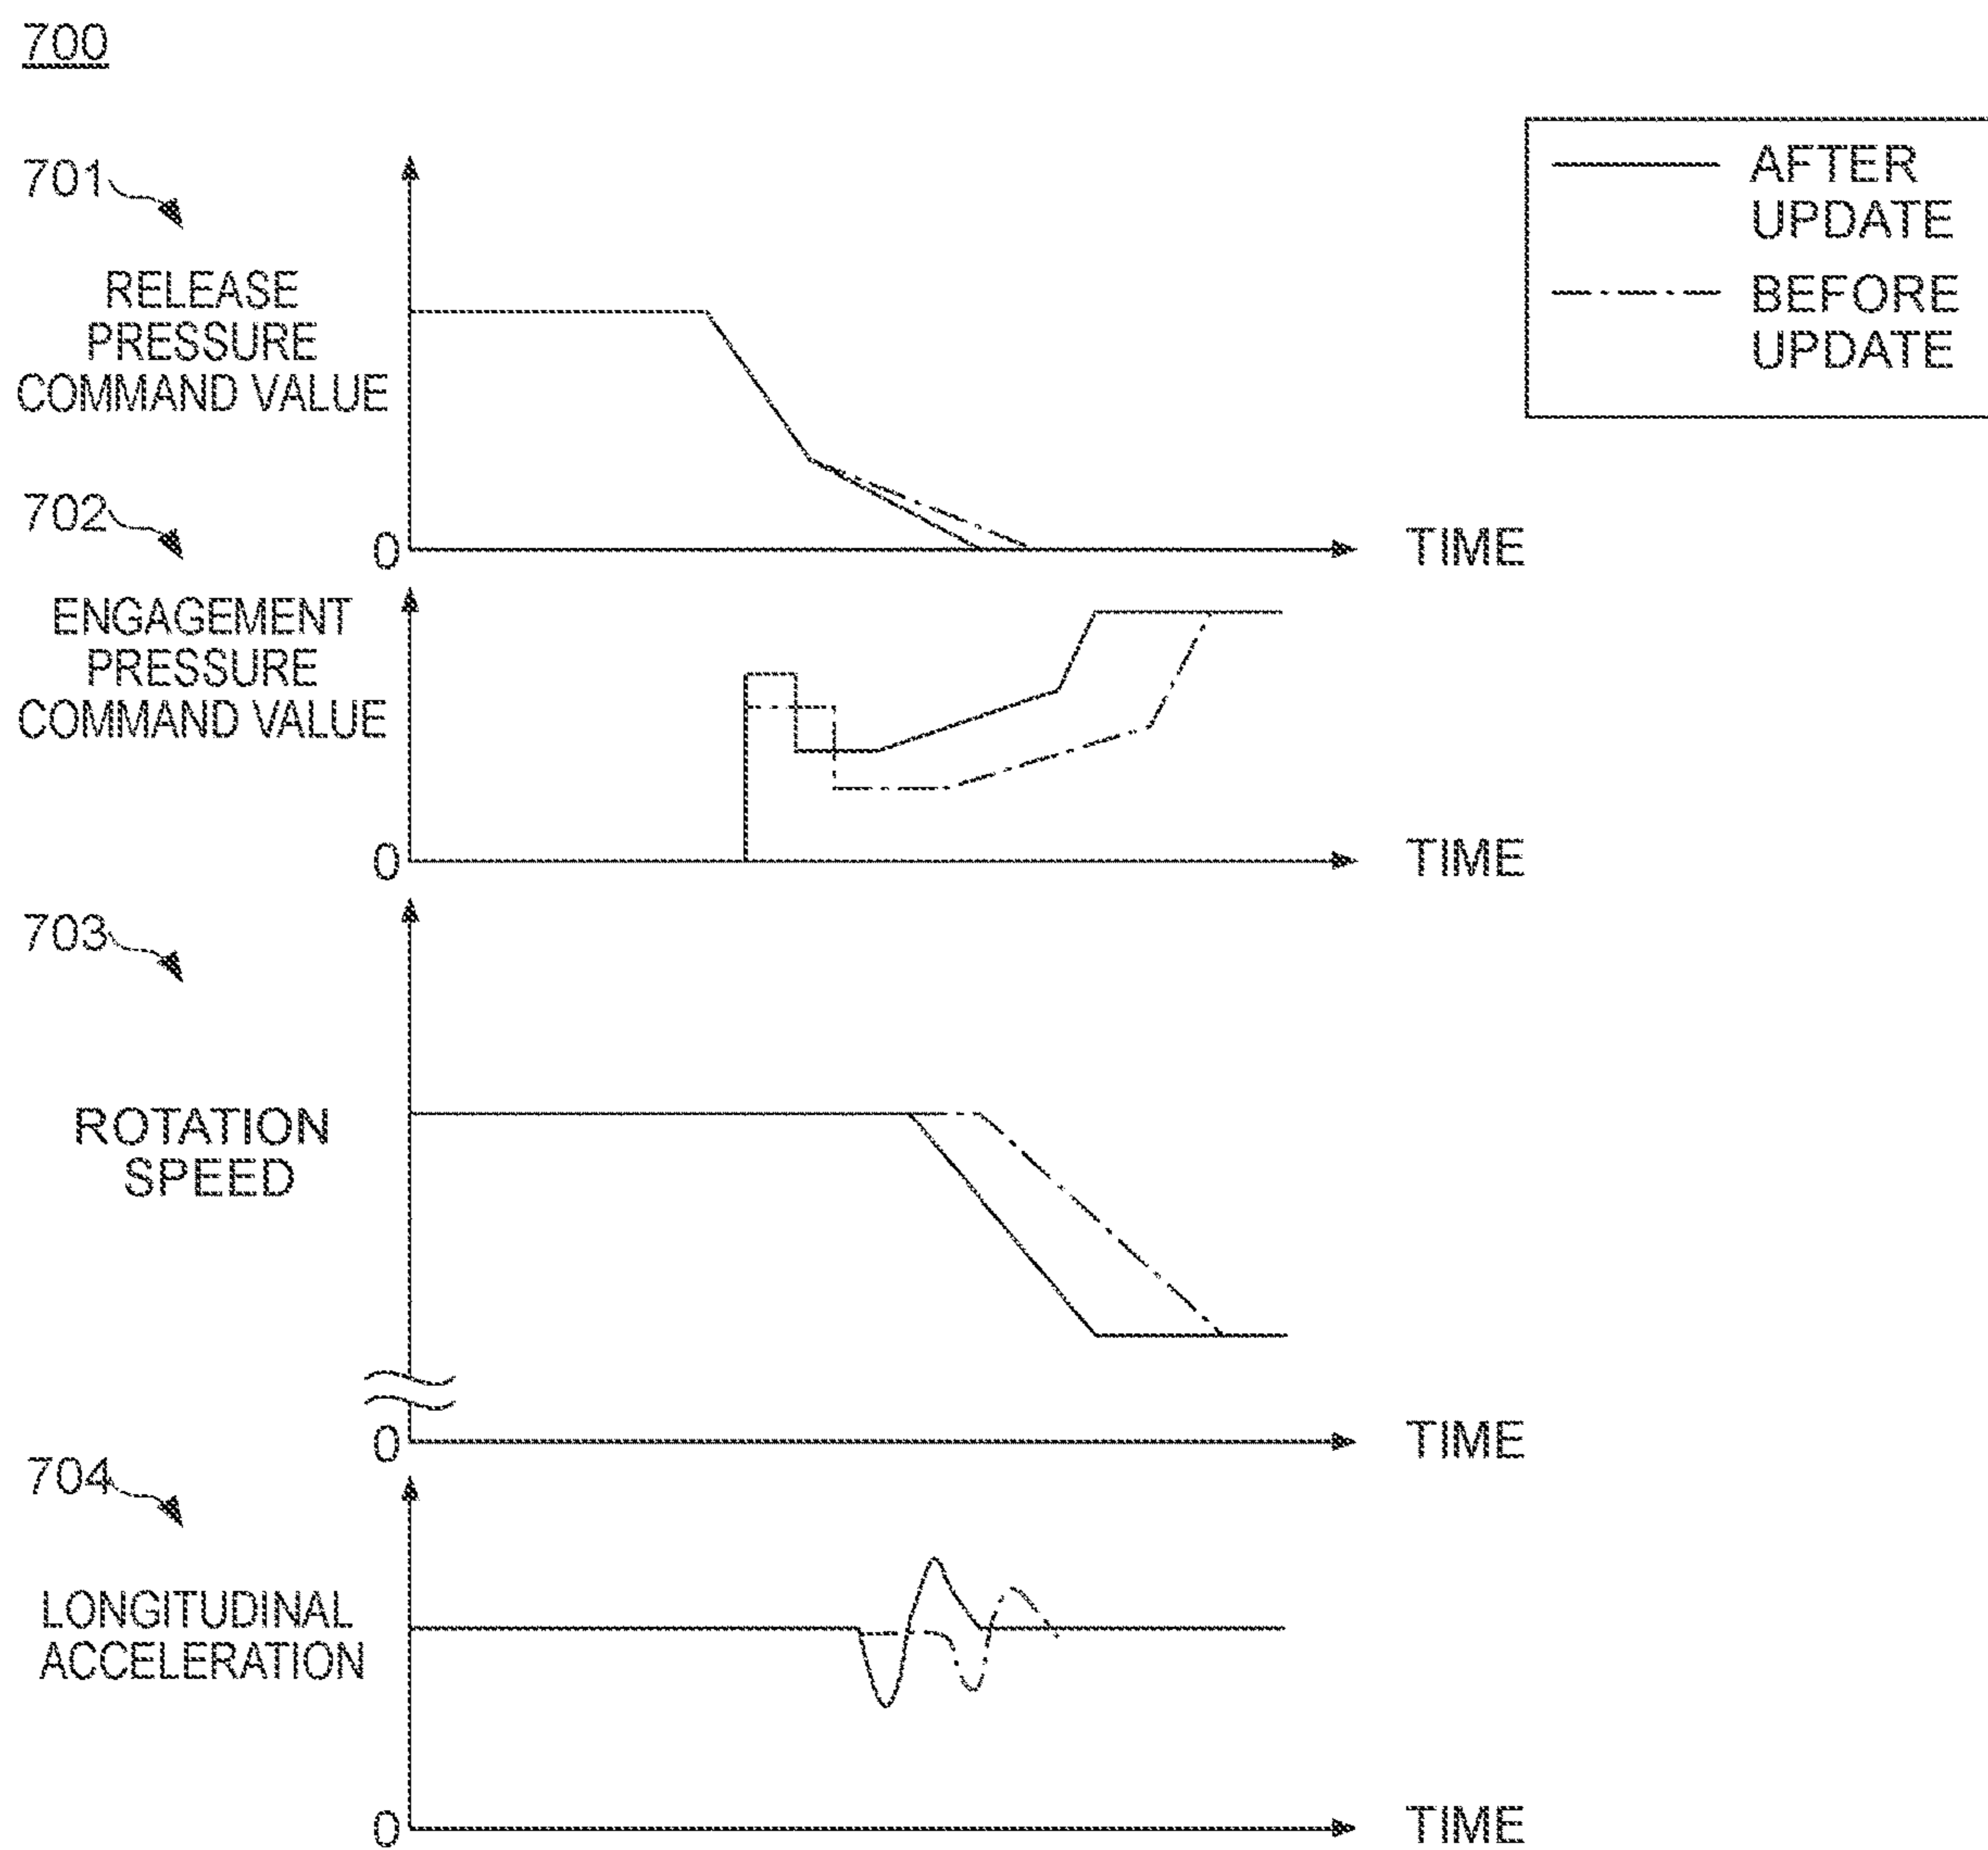 700
701
RELEASE
PRESSURE
COMMAND VALUE
0
TIME
AFTER
UPDATE
BEFORE
UPDATE
702
ENGAGEMENT
PRESSURE
COMMAND VALUE
0
TIME
703
ROTATION
SPEED
0
TIME
704
LONGITUDINAL
ACCELERATION
0
TIME